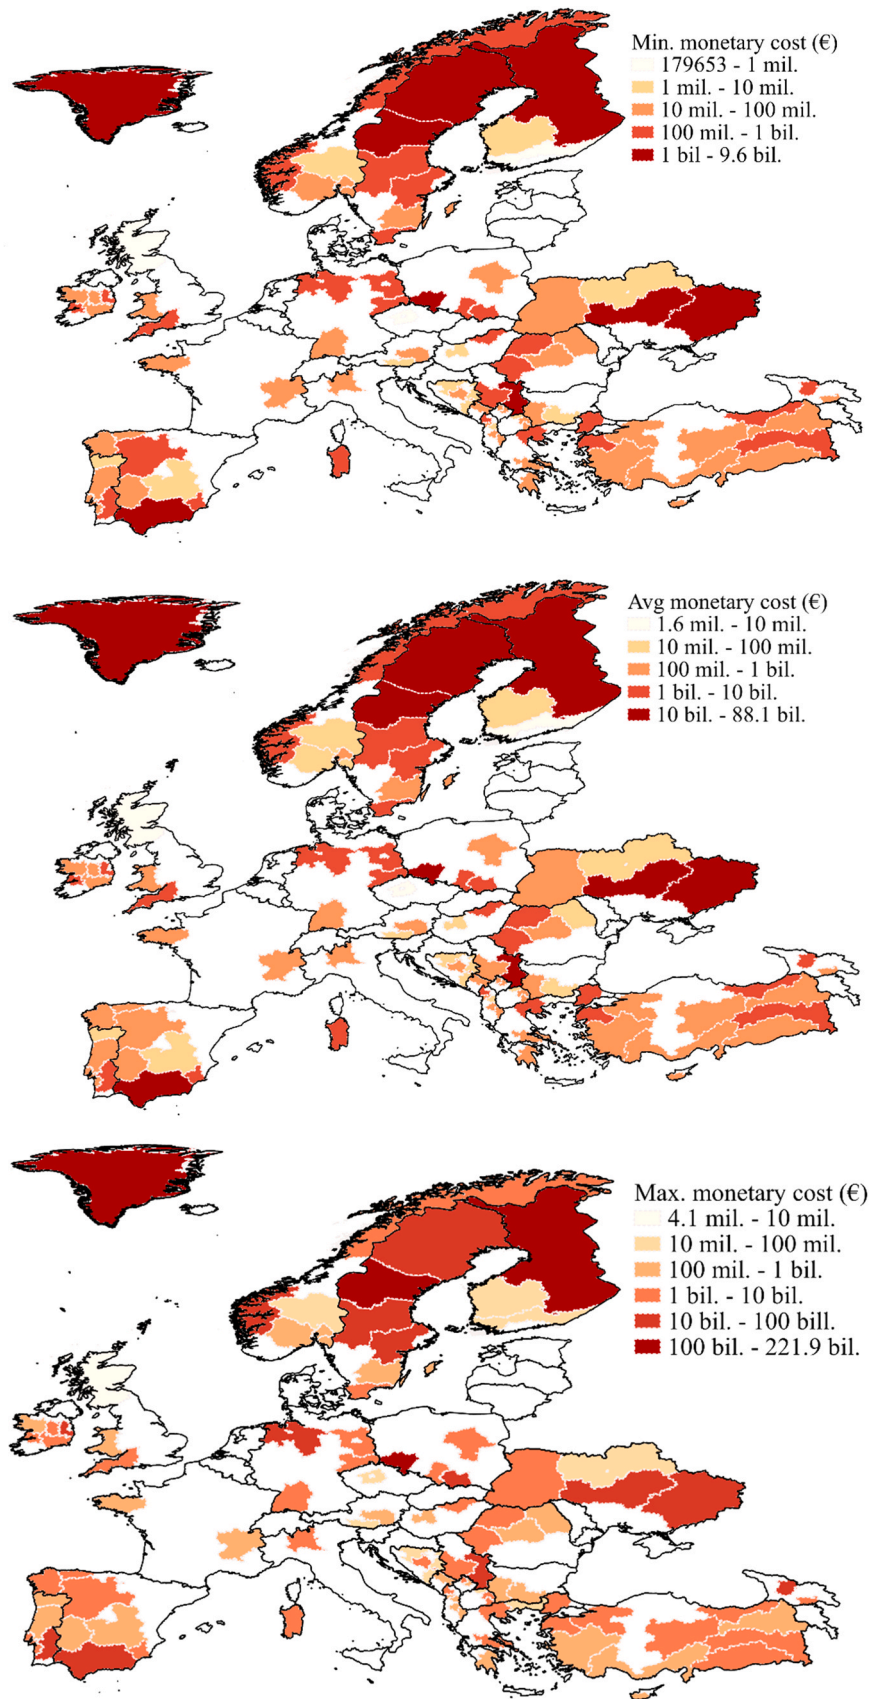 Min. monetary cost (€)
179653 - 1 mil.
1 mil. - 10 mil.
10 mil. - 100 mil.
100 mil. - 1 bil.
1 bil - 9.6 bil.
Avg monetary cost (€)
1.6 mil. - 10 mil.
10 mil. - 100 mil.
100 mil. - 1 bil.
1 bil. - 10 bil.
10 bil. - 88.1 bil.
Max. monetary cost (€)
4.1 mil. - 10 mil.
10 mil. - 100 mil.
100 mil. - 1 bil.
1 bil. - 10 bil.
10 bil. - 100 bill.
100 bil. - 221.9 bil.